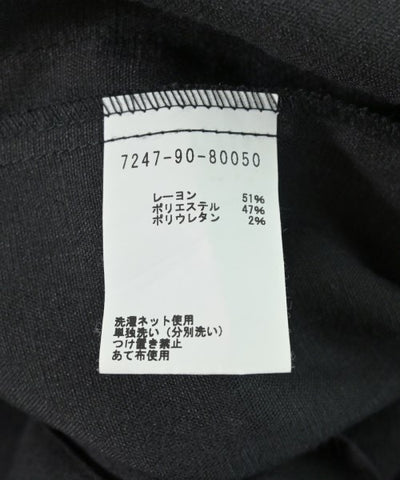 7247-90-80050
レーヨン 51%
ポリエステル 47%
ポリウレタン 2%
洗濯ネット使用
単独洗い（分別洗い）
つけ置き禁止
あて布使用